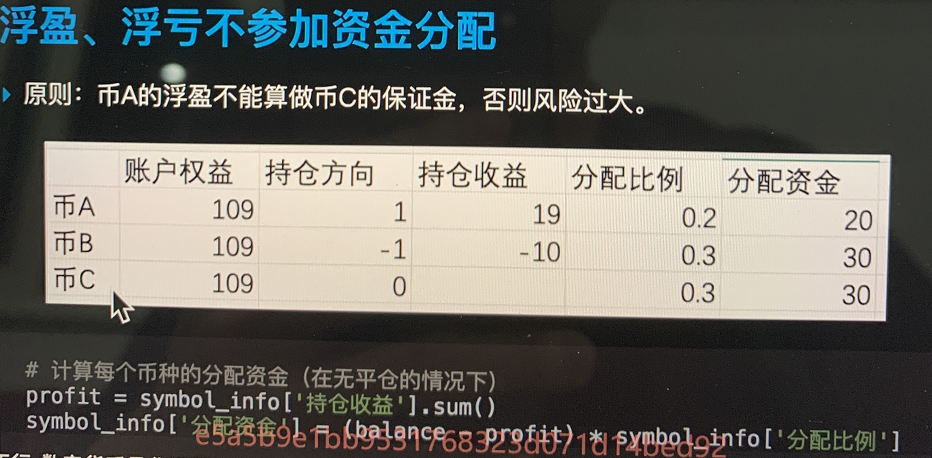 浮盈、浮亏不参加资金分配
原则：币A的浮盈不能算做币C的保证金，否则风险过大。
账户权益 持仓方向 持仓收益 分配比例 分配资金
币A 109 1 19 0.2 20
币B 109 -1 -10 0.3 30
币C 109 0 0.3 30
# 计算每个币种的分配资金（在无平仓的情况下）
profit = symbol_info['持仓收益'].sum()
symbol_info['分配资金'] = (balance - profit) * symbol_info['分配比例']